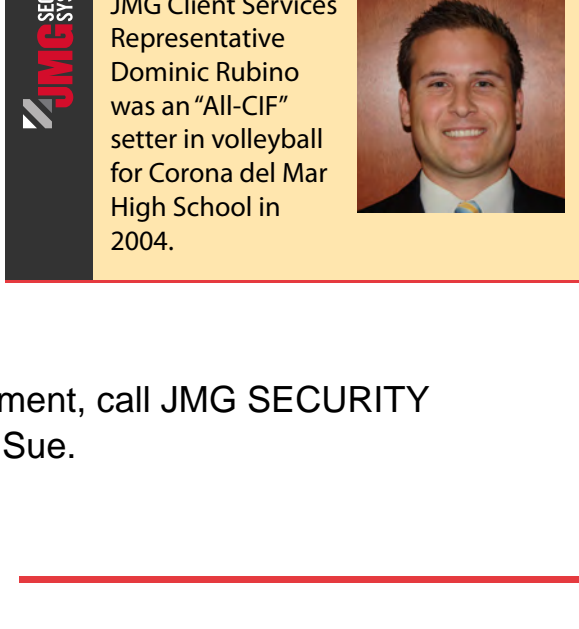 JMG
JMG Client Services
Representative
Dominic Rubino
was an “All-CIF”
setter in volleyball
for Corona del Mar
High School in
2004.
ment, call JMG SECURITY
Sue.